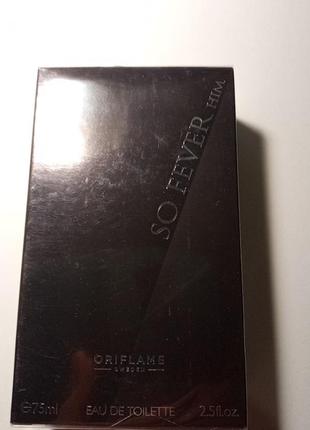 SO FEVER HIM
ORIFLAME
SWEDEN
℮75ml EAU DE TOILETTE 2.5fl.oz.